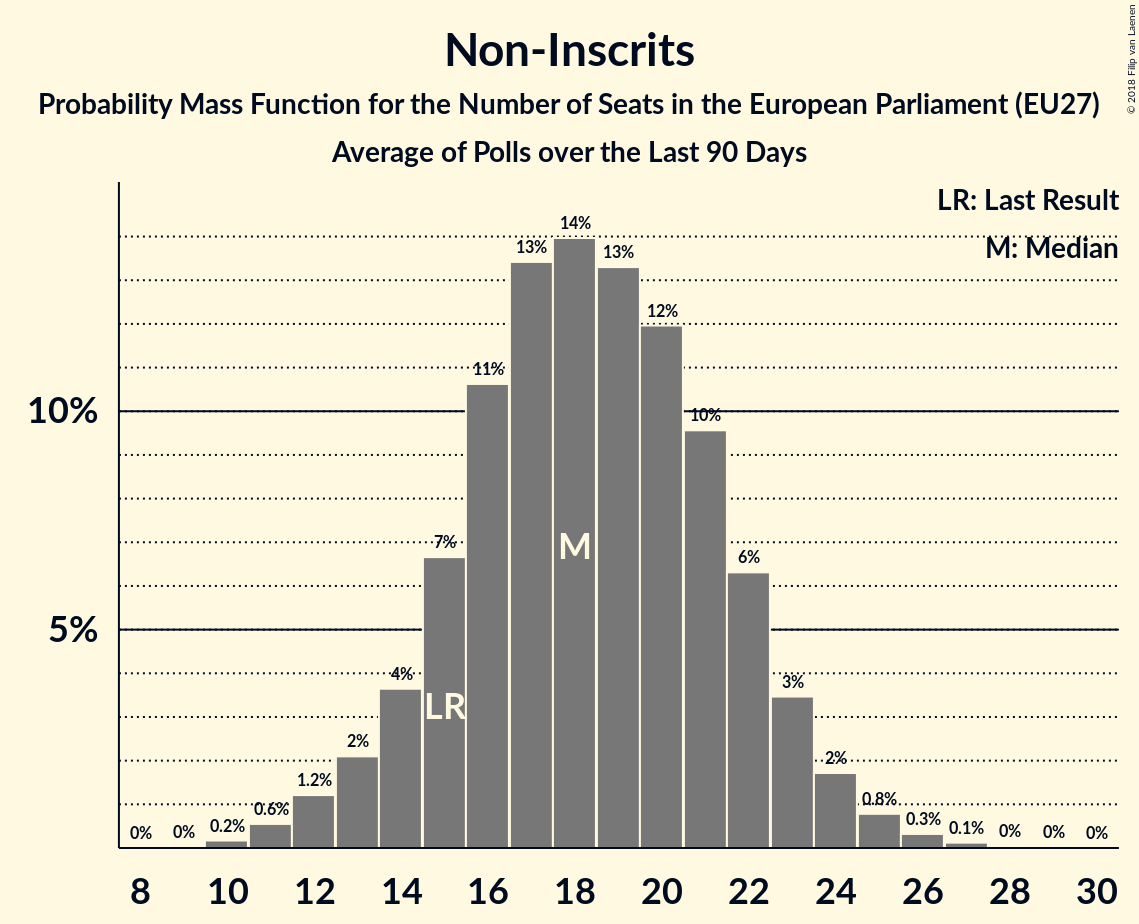 Non-Inscrits
Probability Mass Function for the Number of Seats in the European Parliament (EU27)
Average of Polls over the Last 90 Days
© 2018 Filip van Laenen
LR: Last Result
M: Median
10%
5%
0%
0%
0.2%
0.6%
1.2%
2%
4%
7%
11%
13%
14%
13%
12%
10%
6%
3%
2%
0.8%
0.3%
0.1%
0%
0%
0%
LR
M
8 10 12 14 16 18 20 22 24 26 28 30